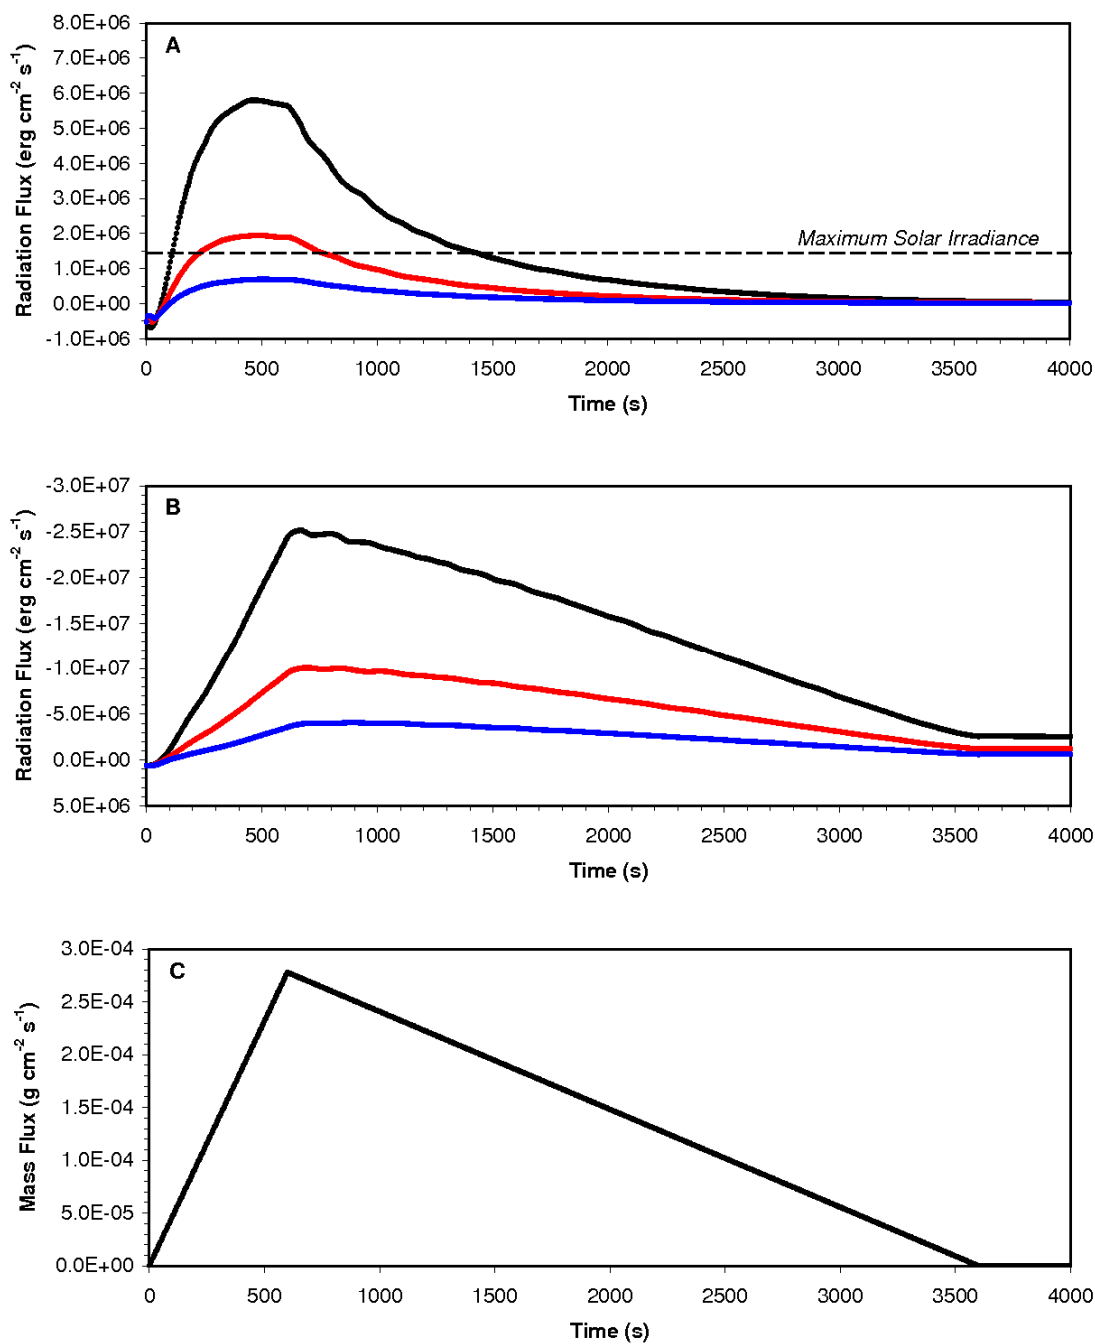 A
Radiation Flux (erg cm⁻² s⁻¹)
8.0E+06
7.0E+06
6.0E+06
5.0E+06
4.0E+06
3.0E+06
2.0E+06
1.0E+06
0.0E+00
-1.0E+06
Maximum Solar Irradiance
0 500 1000 1500 2000 2500 3000 3500 4000
Time (s)
B
Radiation Flux (erg cm⁻² s⁻¹)
-3.0E+07
-2.5E+07
-2.0E+07
-1.5E+07
-1.0E+07
-5.0E+06
0.0E+00
5.0E+06
0 500 1000 1500 2000 2500 3000 3500 4000
Time (s)
C
Mass Flux (g cm⁻² s⁻¹)
3.0E-04
2.5E-04
2.0E-04
1.5E-04
1.0E-04
5.0E-05
0.0E+00
0 500 1000 1500 2000 2500 3000 3500 4000
Time (s)